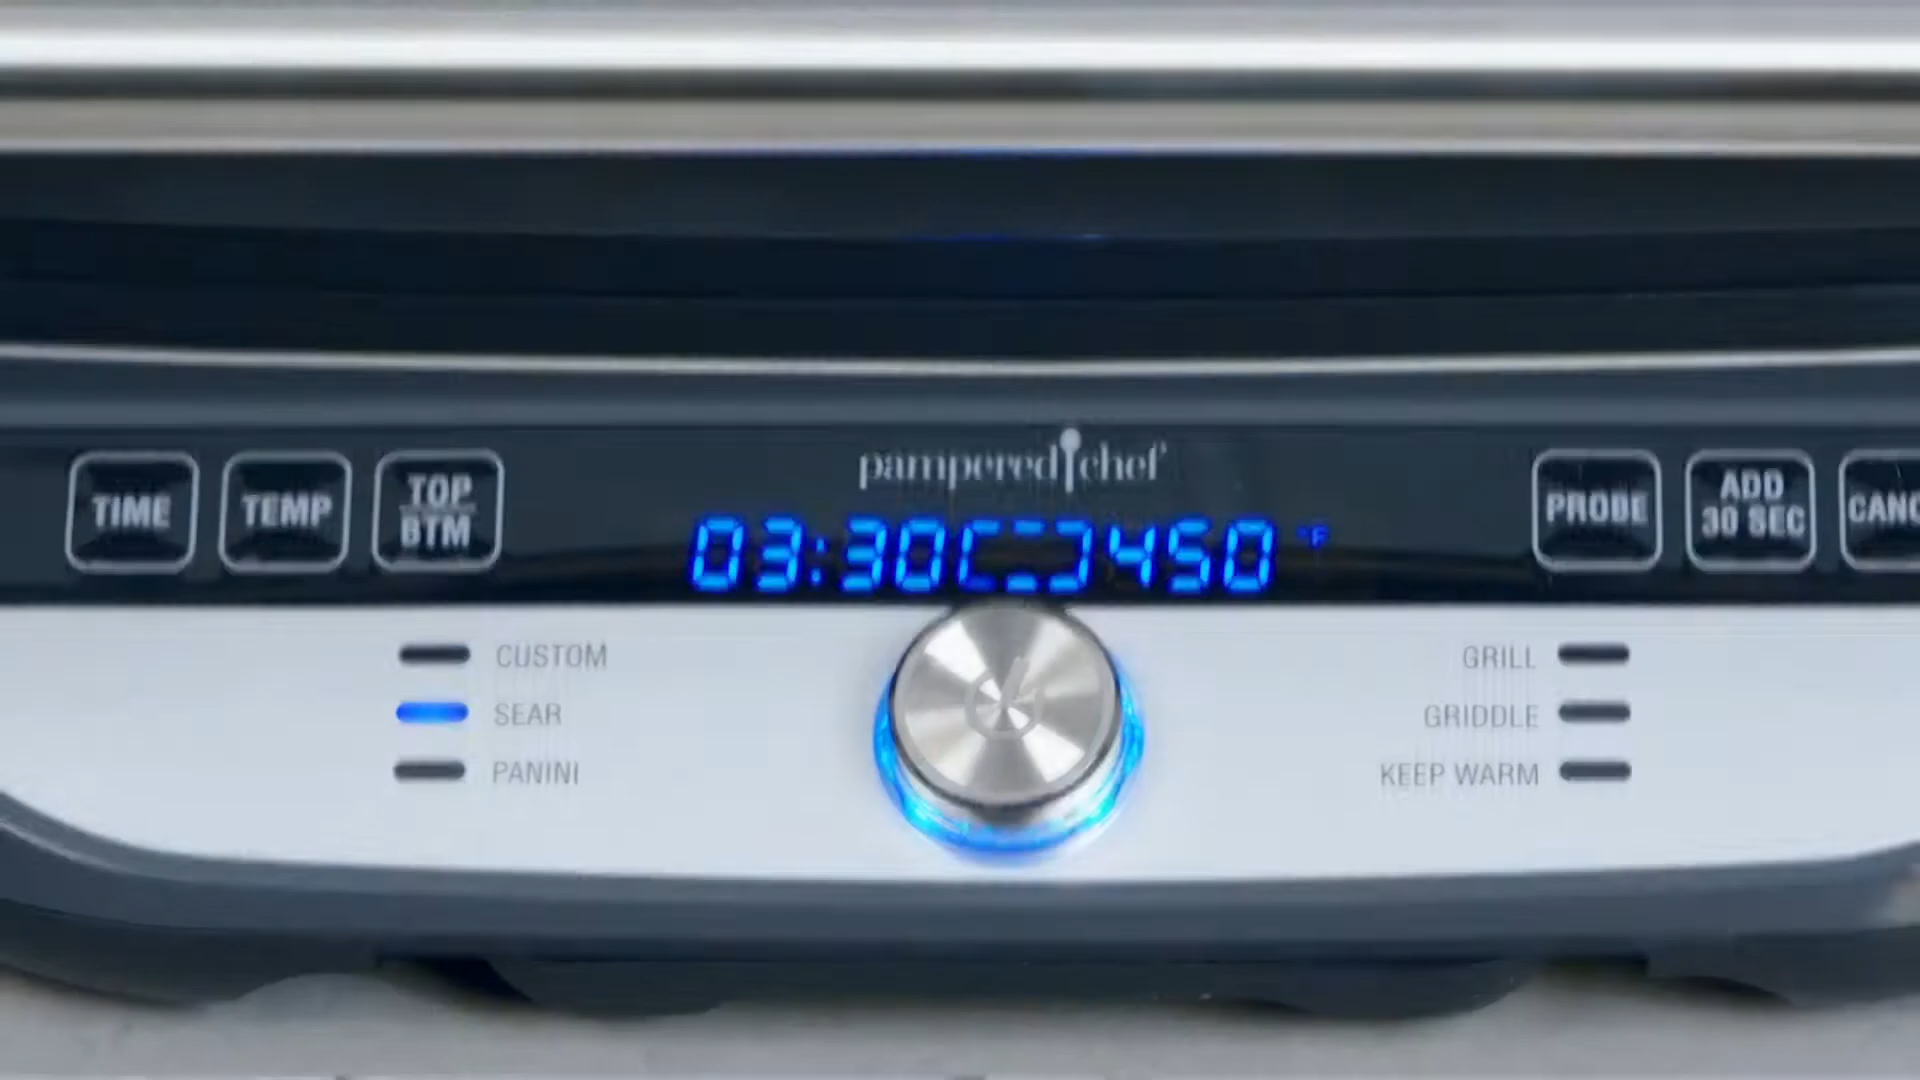 pampered chef®
TIME
TEMP
TOP
BTM
03:30 450 °F
PROBE
ADD
30 SEC
CANC
CUSTOM
SEAR
PANINI
GRILL
GRIDDLE
KEEP WARM